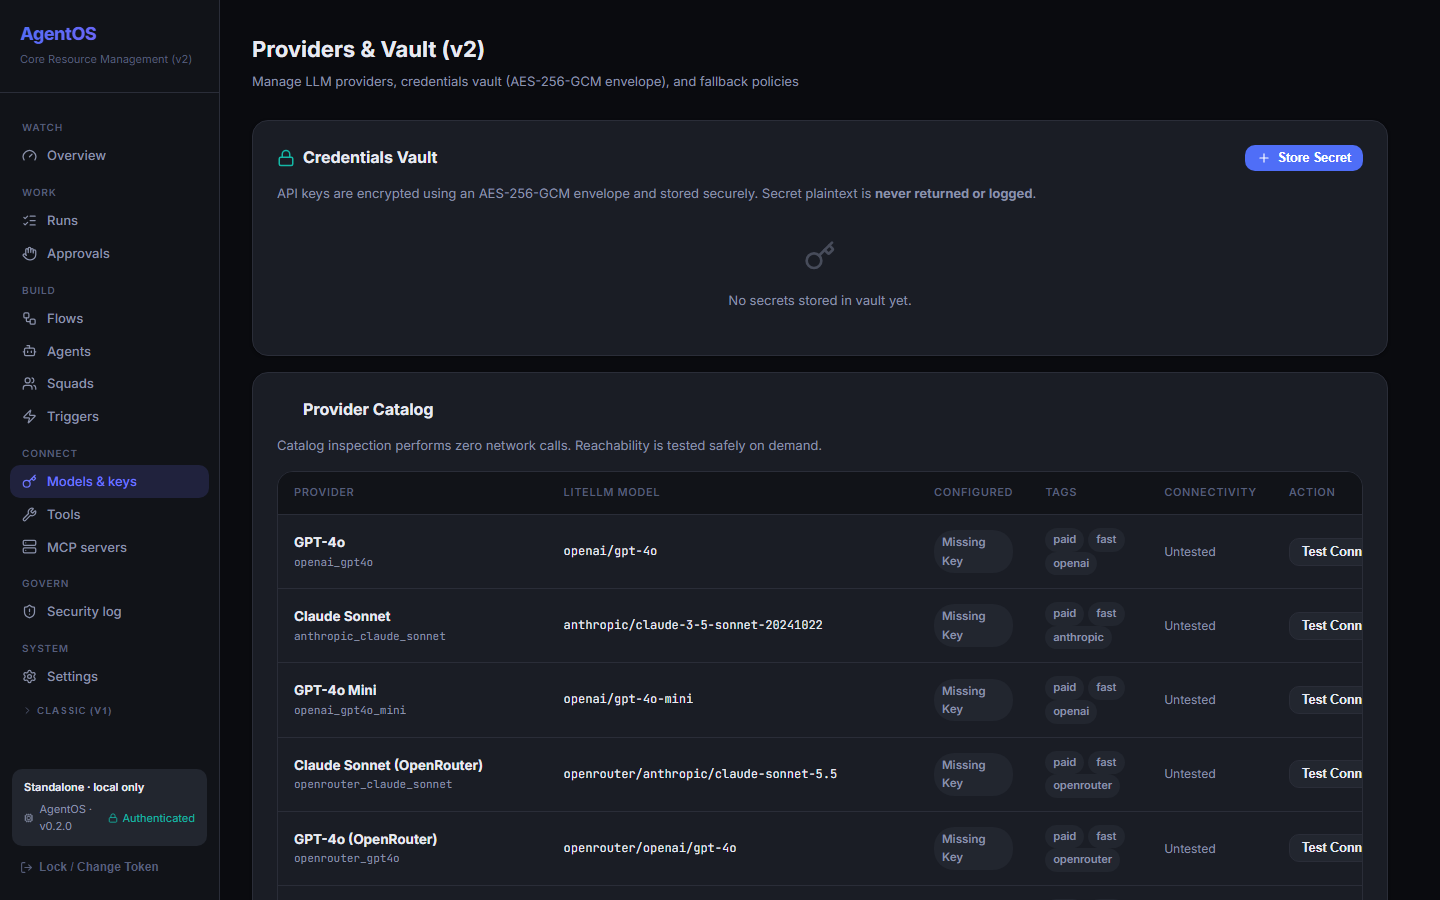 AgentOS
Core Resource Management (v2)
WATCH
Overview
WORK
Runs
Approvals
BUILD
Flows
Agents
Squads
Triggers
CONNECT
Models & keys
Tools
MCP servers
GOVERN
Security log
SYSTEM
Settings
CLASSIC (V1)
Standalone · local only
AgentOS ·
v0.2.0
Authenticated
Lock / Change Token
Providers & Vault (v2)
Manage LLM providers, credentials vault (AES-256-GCM envelope), and fallback policies
Credentials Vault
+ Store Secret
API keys are encrypted using an AES-256-GCM envelope and stored securely. Secret plaintext is never returned or logged.
No secrets stored in vault yet.
Provider Catalog
Catalog inspection performs zero network calls. Reachability is tested safely on demand.
PROVIDER LITELLM MODEL CONFIGURED TAGS CONNECTIVITY ACTION
GPT-4o
openai_gpt4o
openai/gpt-4o
Missing
Key
paid fast
openai
Untested
Test Conn
Claude Sonnet
anthropic_claude_sonnet
anthropic/claude-3-5-sonnet-20241022
Missing
Key
paid fast
anthropic
Untested
Test Conn
GPT-4o Mini
openai_gpt4o_mini
openai/gpt-4o-mini
Missing
Key
paid fast
openai
Untested
Test Conn
Claude Sonnet (OpenRouter)
openrouter_claude_sonnet
openrouter/anthropic/claude-sonnet-5.5
Missing
Key
paid fast
openrouter
Untested
Test Conn
GPT-4o (OpenRouter)
openrouter_gpt4o
openrouter/openai/gpt-4o
Missing
Key
paid fast
openrouter
Untested
Test Conn